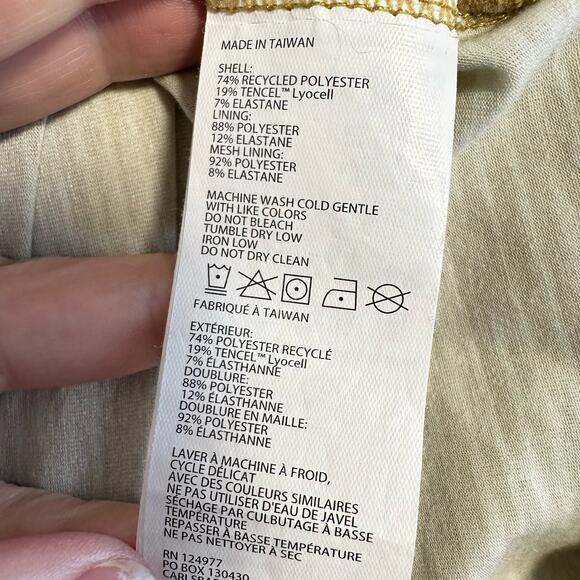 MADE IN TAIWAN
SHELL:
74% RECYCLED POLYESTER
19% TENCEL™ Lyocell
7% ELASTANE
LINING:
88% POLYESTER
12% ELASTANE
MESH LINING:
92% POLYESTER
8% ELASTANE
MACHINE WASH COLD GENTLE
WITH LIKE COLORS
DO NOT BLEACH
TUMBLE DRY LOW
IRON LOW
DO NOT DRY CLEAN
FABRIQUÉ À TAIWAN
EXTÉRIEUR:
74% POLYESTER RECYCLÉ
19% TENCEL™ Lyocell
7% ÉLASTHANNE
DOUBLURE:
88% POLYESTER
12% ÉLASTHANNE
DOUBLURE EN MAILLE:
92% POLYESTER
8% ÉLASTHANNE
LAVER À MACHINE À FROID,
CYCLE DÉLICAT
AVEC DES COULEURS SIMILAIRES
NE PAS UTILISER D'EAU DE JAVEL
SÉCHAGE PAR CULBUTAGE À BASSE
TEMPÉRATURE
REPASSER À BASSE TEMPÉRATURE
NE PAS NETTOYER À SEC
RN 124977
PO BOX 130430